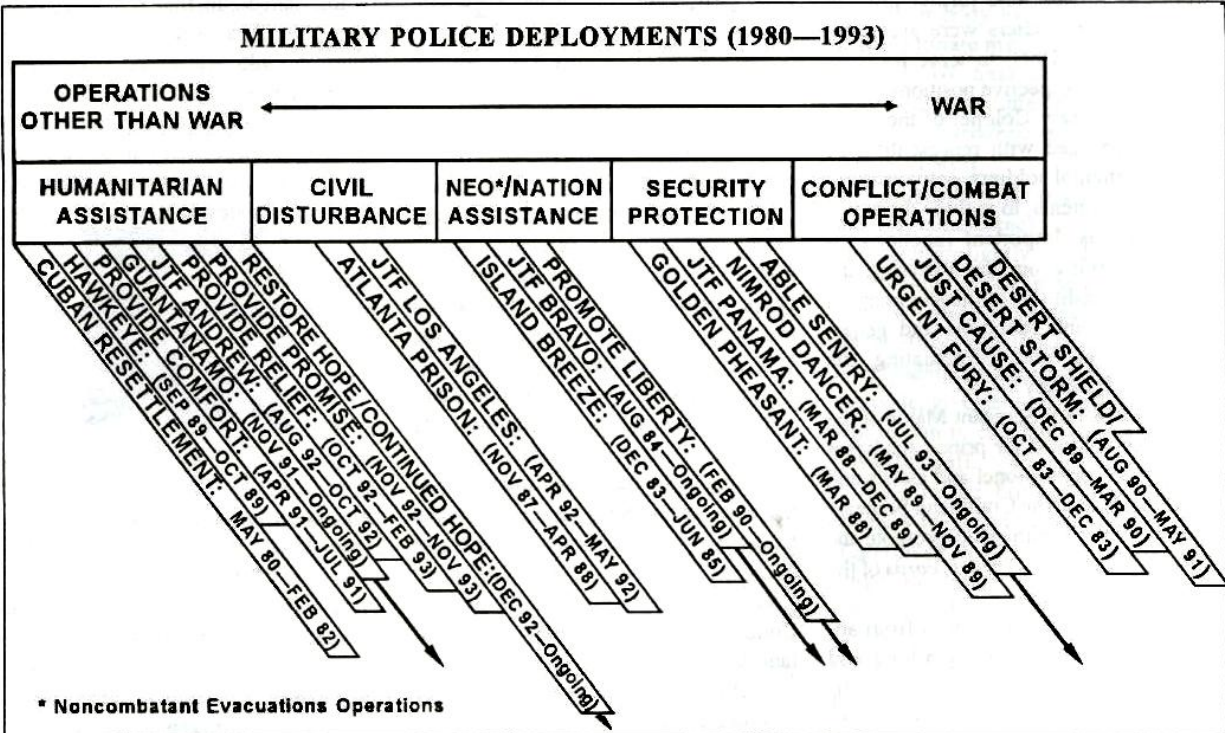 MILITARY POLICE DEPLOYMENTS (1980—1993)
OPERATIONS
OTHER THAN WAR
WAR
HUMANITARIAN
ASSISTANCE
CIVIL
DISTURBANCE
NEO*/NATION
ASSISTANCE
SECURITY
PROTECTION
CONFLICT/COMBAT
OPERATIONS
CUBAN RESETTLEMENT: MAY 80—FEB 82)
HAWKEYE: (SEP 89—OCT 89)
PROVIDE COMFORT: (APR 91—JUL 91)
GUANTANAMO: (NOV 91—Ongoing)
JTF ANDREW: (AUG 92—OCT 92)
PROVIDE RELIEF: (OCT 92—FEB 93)
PROVIDE PROMISE: (NOV 92—NOV 93)
RESTORE HOPE/CONTINUED HOPE:(DEC 92—Ongoing)
ATLANTA PRISON: (NOV 87—APR 88)
JTF LOS ANGELES: (APR 92—MAY 92)
ISLAND BREEZE: (DEC 83—JUN 85)
JTF BRAVO: (AUG 84—Ongoing)
PROMOTE LIBERTY: (FEB 90—Ongoing)
GOLDEN PHEASANT: (MAR 88)
JTF PANAMA: (MAR 88—DEC 89)
NIMROD DANCER: (MAY 89—NOV 89)
ABLE SENTRY: (JUL 93—Ongoing)
URGENT FURY: (OCT 83—DEC 83)
JUST CAUSE: (DEC 89—MAR 90)
DESERT STORM: (AUG 90—MAY 91)
DESERT SHIELD/
* Noncombatant Evacuations Operations